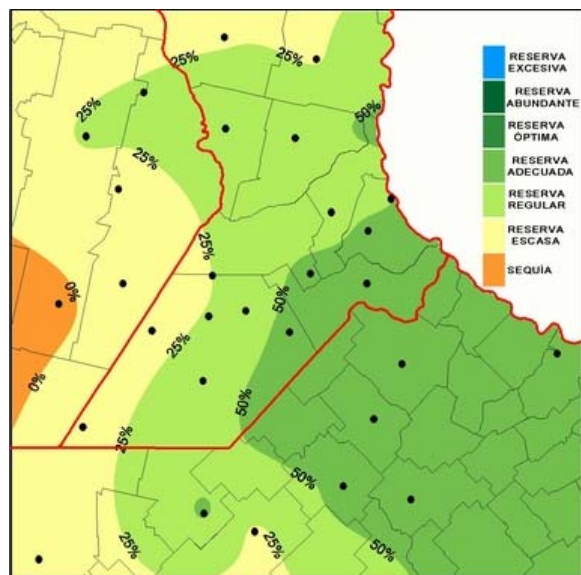 25%
25%
25%
25%
50%
25%
25%
0%
50%
25%
0%
50%
25%
50%
25%
25%
50%
RESERVA
EXCESIVA
RESERVA
ABUNDANTE
RESERVA
ÓPTIMA
RESERVA
ADECUADA
RESERVA
REGULAR
RESERVA
ESCASA
SEQUÍA